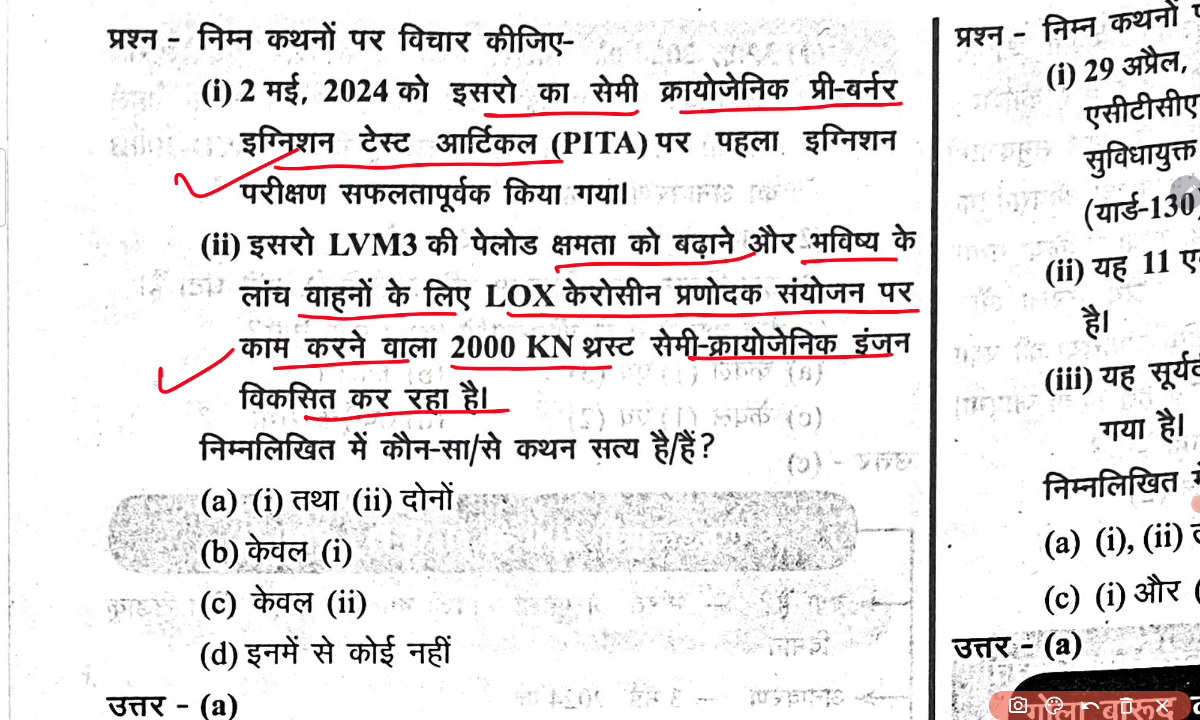 प्रश्न - निम्न कथनों पर विचार कीजिए-
(i) 2 मई, 2024 को इसरो का सेमी क्रायोजेनिक प्री-बर्नर
इग्निशन टेस्ट आर्टिकल (PITA) पर पहला इग्निशन
परीक्षण सफलतापूर्वक किया गया।
(ii) इसरो LVM3 की पेलोड क्षमता को बढ़ाने और भविष्य के
लांच वाहनों के लिए LOX केरोसीन प्रणोदक संयोजन पर
काम करने वाला 2000 KN थ्रस्ट सेमी-क्रायोजेनिक इंजन
विकसित कर रहा है।
निम्नलिखित में कौन-सा/से कथन सत्य है/हैं?
(a) (i) तथा (ii) दोनों
(b) केवल (i)
(c) केवल (ii)
(d) इनमें से कोई नहीं
उत्तर - (a)
प्रश्न - निम्न कथनों
(i) 29 अप्रैल,
एसीटीसीए
सुविधायुक्त
(यार्ड-130
(ii) यह 11
है।
(iii) यह
गया है।
निम्नलिखित
(a) (i), (ii)
(c) (i) और
उत्तर - (a)
गोला बारूद